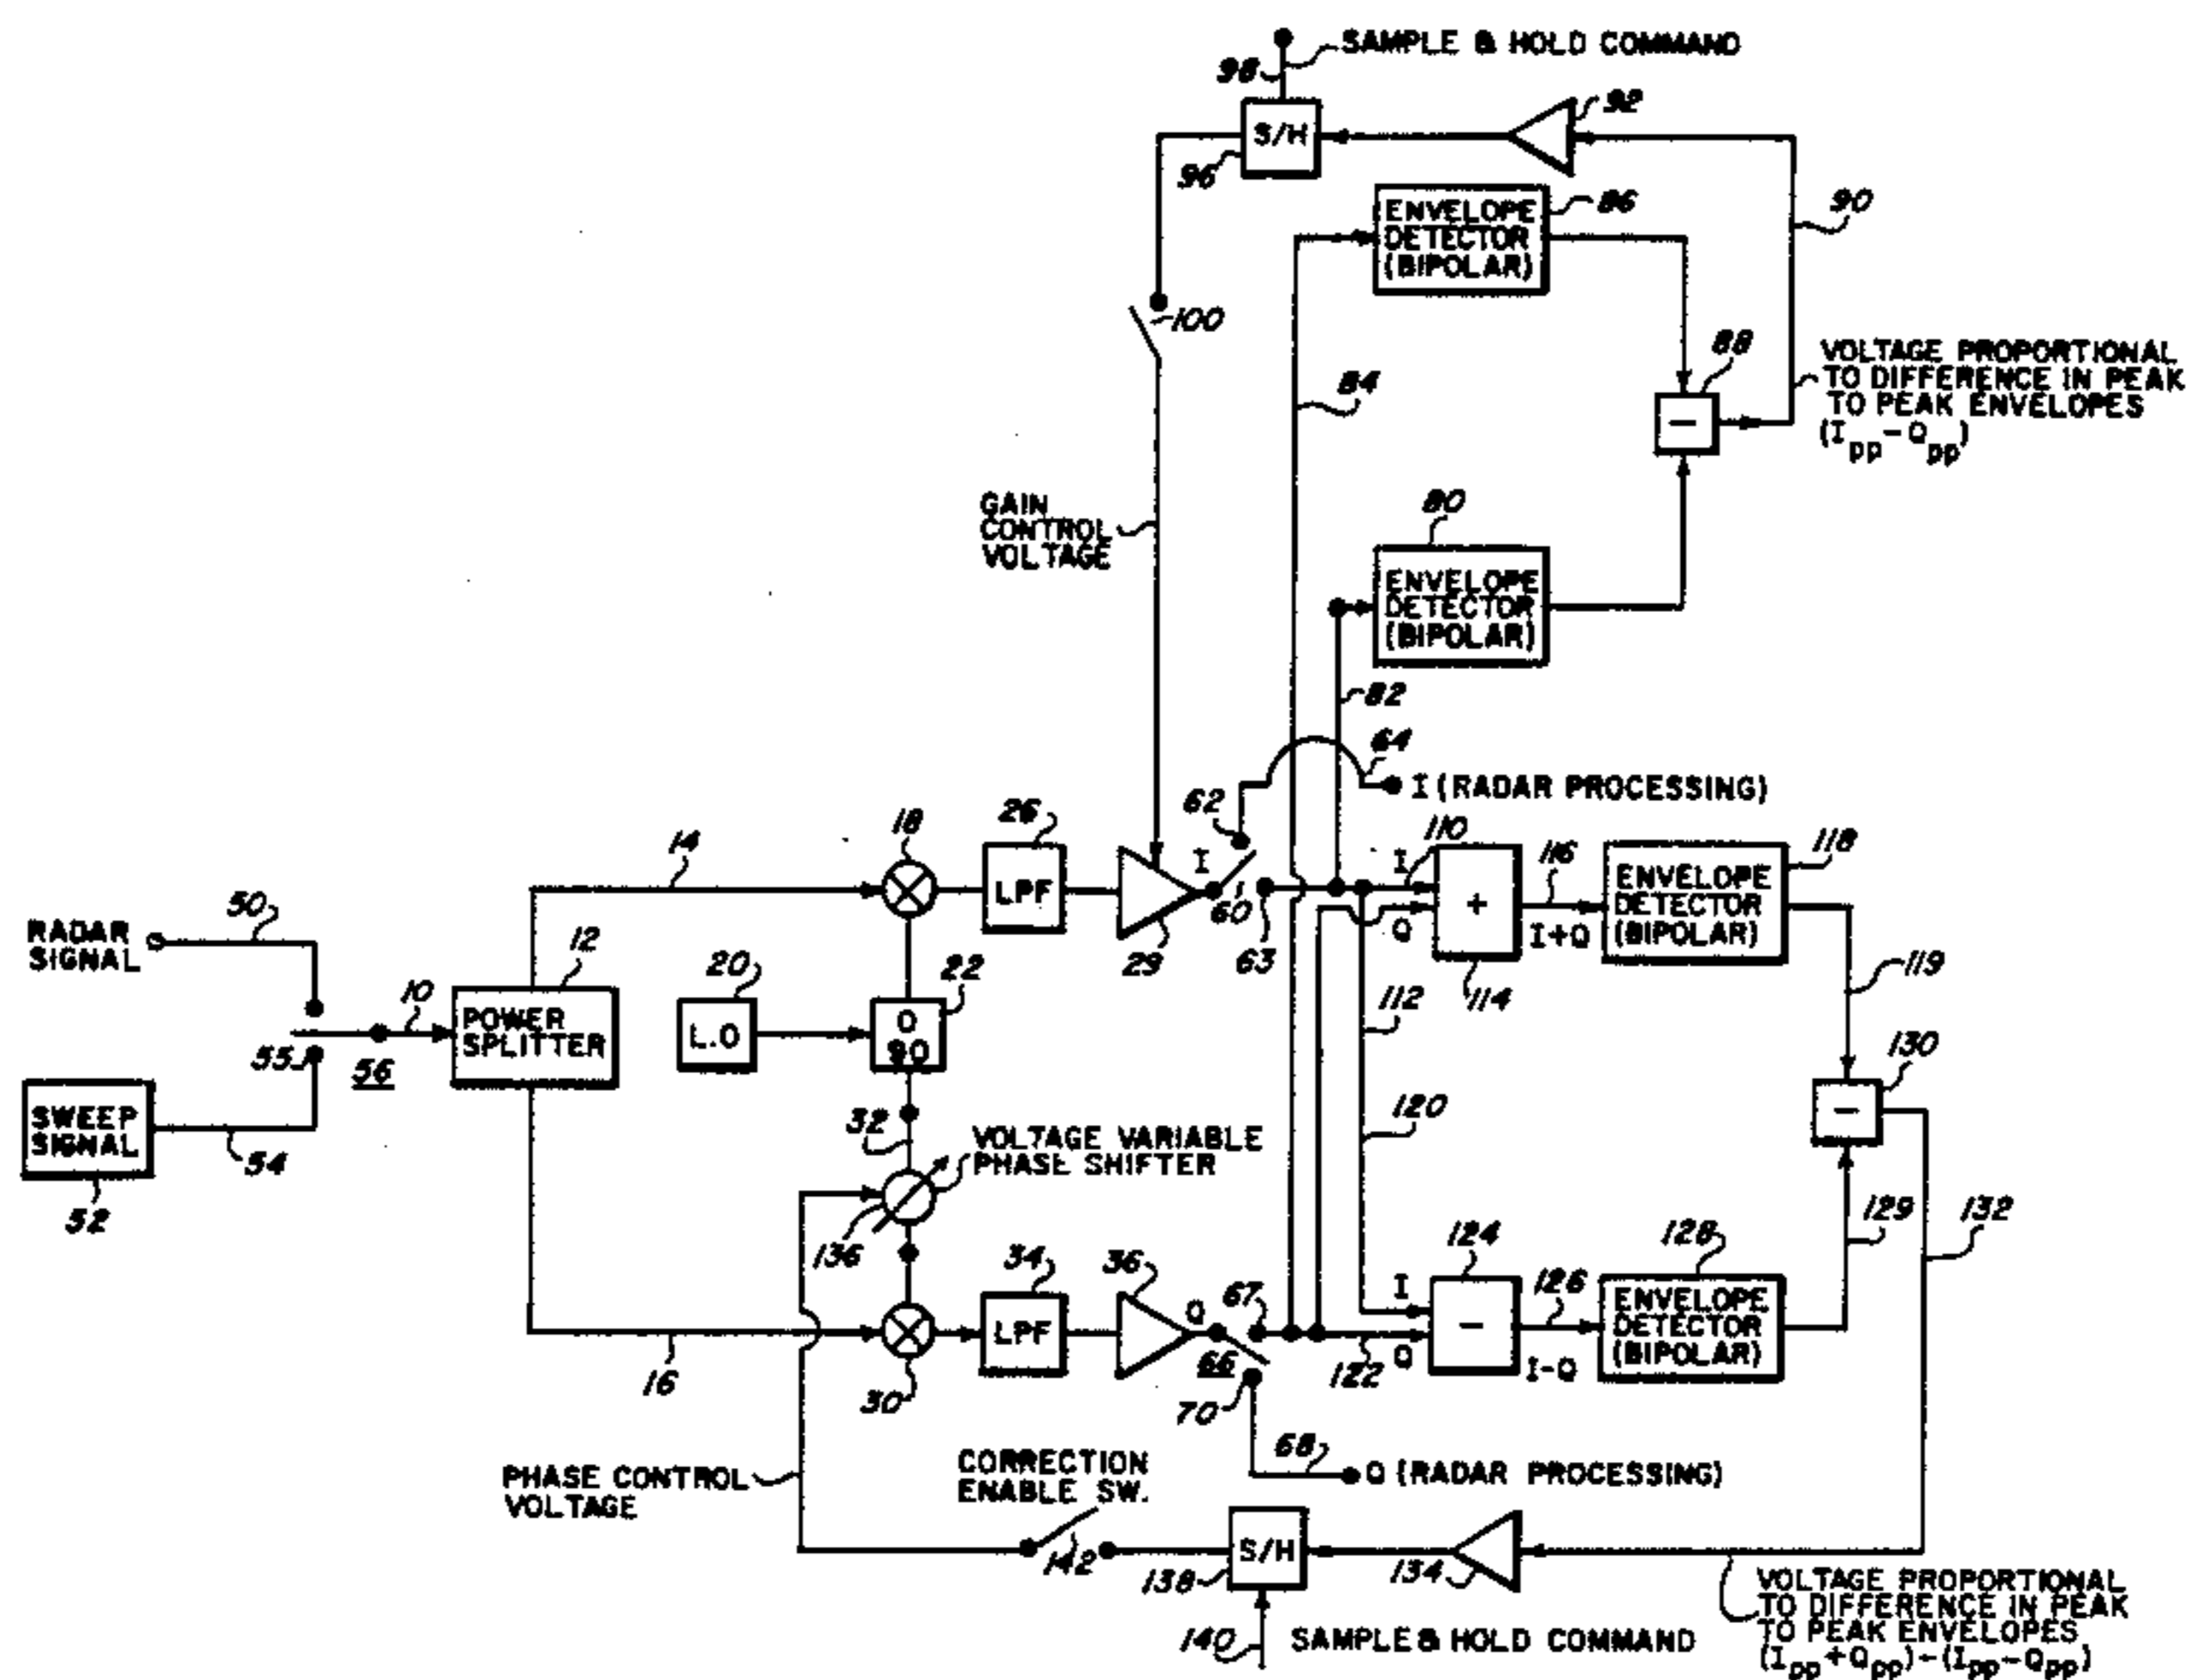 SAMPLE & HOLD COMMAND
98
92
S/H
96
ENVELOPE
DETECTOR
(BIPOLAR)
86
90
100
88
VOLTAGE PROPORTIONAL
TO DIFFERENCE IN PEAK
TO PEAK ENVELOPES
(Ipp-Qpp)
84
GAIN
CONTROL
VOLTAGE
80
ENVELOPE
DETECTOR
(BIPOLAR)
82
64
I (RADAR PROCESSING)
62
26
18
14
LPF
I
29
60
63
I
110
Q
+
114
116
I+Q
118
ENVELOPE
DETECTOR
(BIPOLAR)
119
50
RADAR
SIGNAL
12
10
POWER
SPLITTER
20
L.O
22
0
90
112
55
56
130
SWEEP
SIGNAL
54
52
32
VOLTAGE VARIABLE
PHASE SHIFTER
136
120
129
132
34
36
67
124
126
128
LPF
Q
66
I
Q
122
I-Q
ENVELOPE
DETECTOR
(BIPOLAR)
16
30
70
68
Q (RADAR PROCESSING)
PHASE CONTROL
VOLTAGE
CORRECTION
ENABLE SW.
142
S/H
138
134
140
SAMPLE & HOLD COMMAND
VOLTAGE PROPORTIONAL
TO DIFFERENCE IN PEAK
TO PEAK ENVELOPES
(Ipp+Qpp)-(Ipp-Qpp)